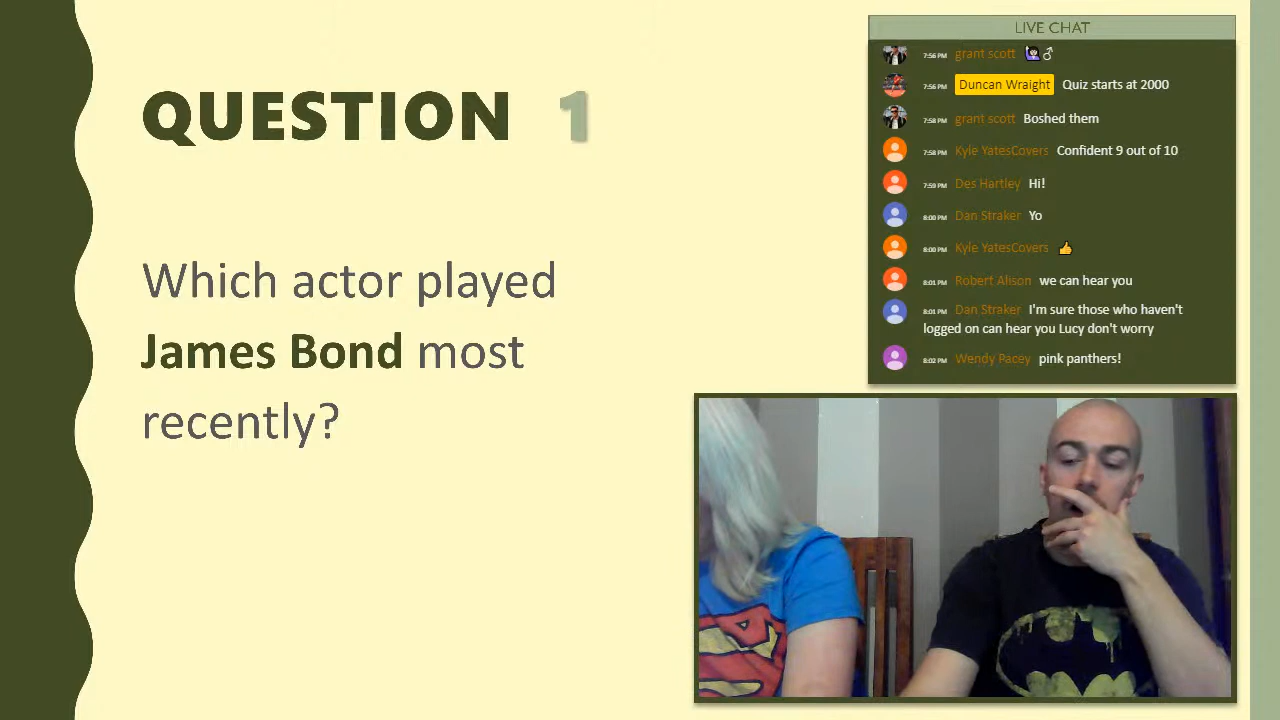 QUESTION 1
Which actor played
James Bond most
recently?
LIVE CHAT
7:56 PM grant scott 🙋🏻♂
7:56 PM Duncan Wraight Quiz starts at 2000
7:58 PM grant scott Boshed them
7:58 PM Kyle YatesCovers Confident 9 out of 10
7:59 PM Des Hartley Hi!
8:00 PM Dan Straker Yo
8:00 PM Kyle YatesCovers 👍
8:01 PM Robert Alison we can hear you
8:01 PM Dan Straker I'm sure those who haven't
logged on can hear you Lucy don't worry
8:02 PM Wendy Pacey pink panthers!